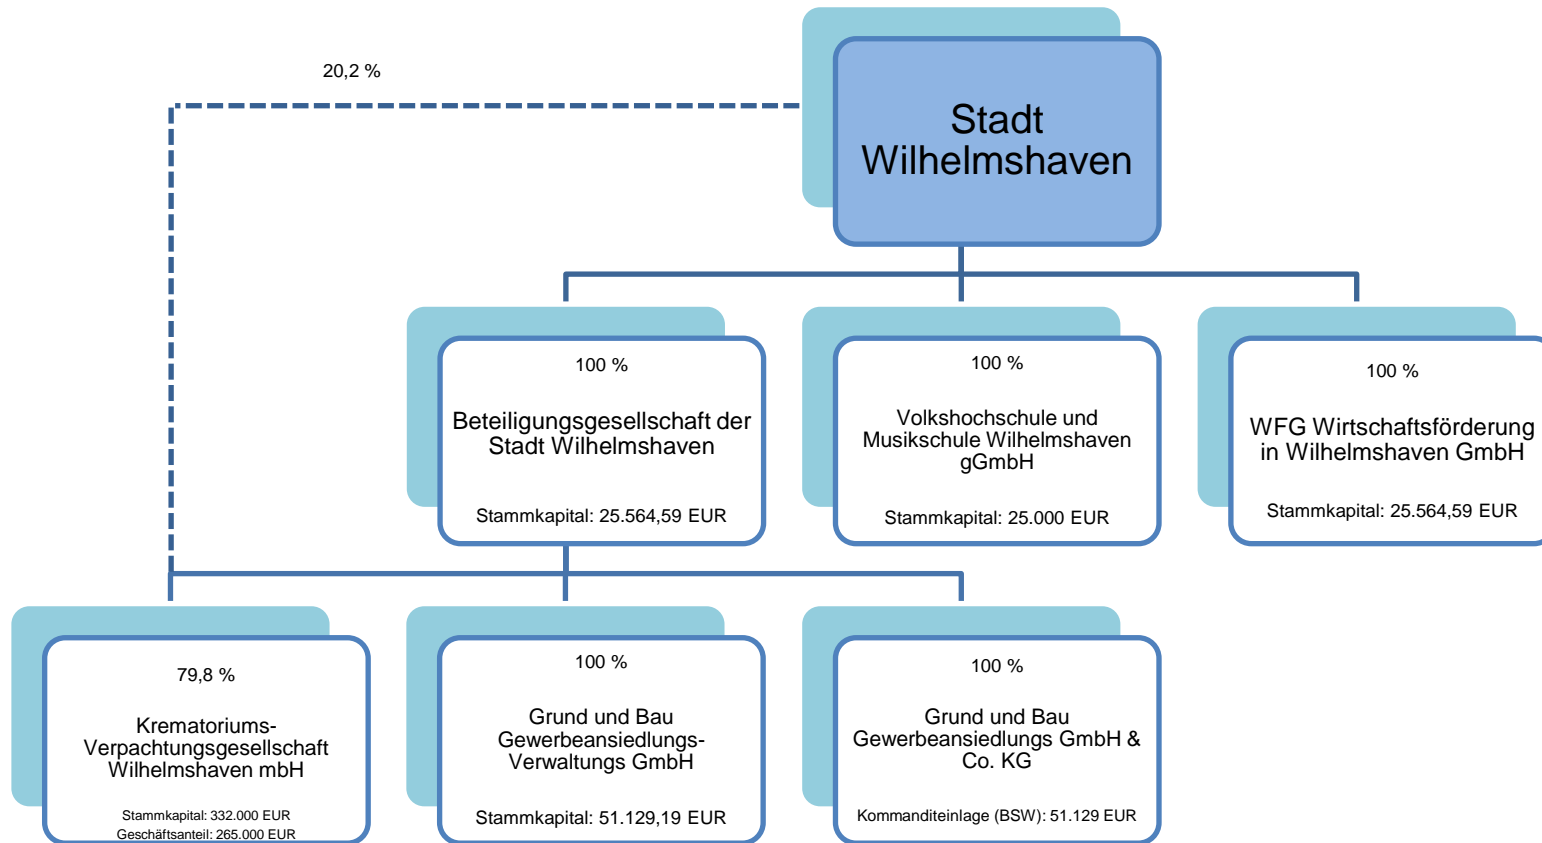 20,2 %
Stadt
Wilhelmshaven
100 %
Beteiligungsgesellschaft der
Stadt Wilhelmshaven
Stammkapital: 25.564,59 EUR
100 %
Volkshochschule und
Musikschule Wilhelmshaven
gGmbH
Stammkapital: 25.000 EUR
100 %
WFG Wirtschaftsförderung
in Wilhelmshaven GmbH
Stammkapital: 25.564,59 EUR
79,8 %
Krematoriums-
Verpachtungsgesellschaft
Wilhelmshaven mbH
Stammkapital: 332.000 EUR
Geschäftsanteil: 265.000 EUR
100 %
Grund und Bau
Gewerbeansiedlungs-
Verwaltungs GmbH
Stammkapital: 51.129,19 EUR
100 %
Grund und Bau
Gewerbeansiedlungs GmbH &
Co. KG
Kommanditeinlage (BSW): 51.129 EUR